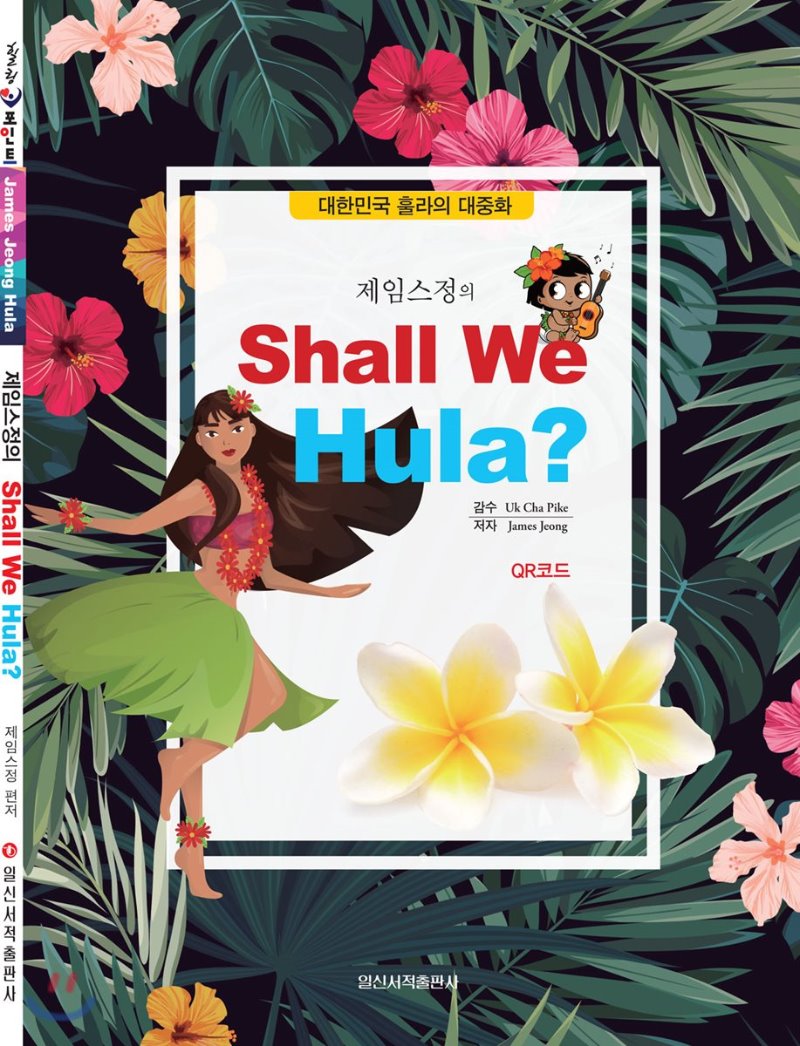 대한민국 훌라의 대중화
제임스정의
Shall We
Hula?
감수 Uk Cha Pike
저자 James Jeong
QR코드
일신서적출판사
James Jeong Hula
제임스정의 Shall We Hula?
제임스정 편저
일신서적출판사